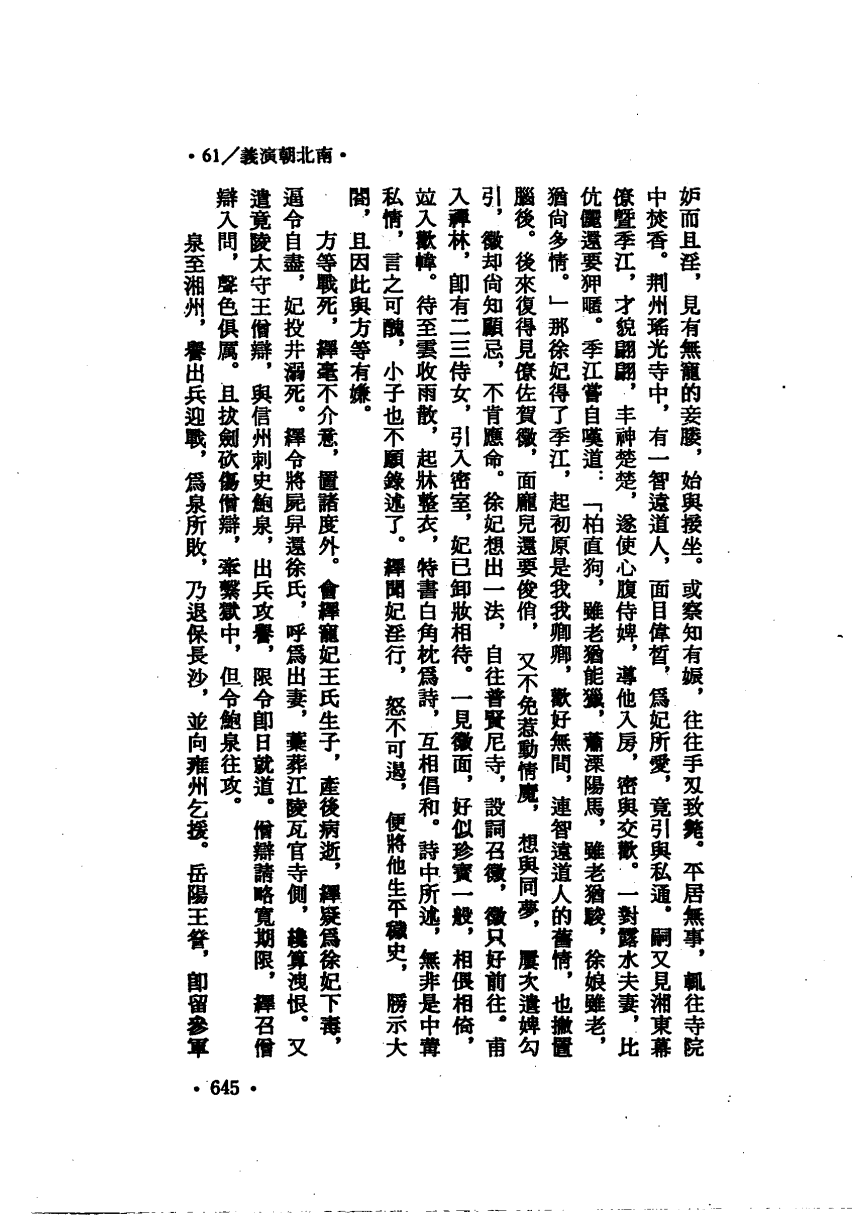 •61／義演朝北南•
妒而且淫，見有無寵的妾媵，始與接坐。或察知有娠，往往手刃致斃。平居無事，輒往寺院
中焚香。荆州瑤光寺中，有一智遠道人，面目偉晳，爲妃所愛，竟引與私通。嗣又見湘東幕
僚暨季江，才貌翩翩，丰神楚楚，遂使心腹侍婢，導他入房，密與交歡。一對露水夫妻，比
伉儷還要狎暱。季江嘗自嘆道：「柏直狗，雖老猶能獵，蕭溧陽馬，雖老猶駿，徐娘雖老，
猶尙多情。」那徐妃得了季江，起初原是我我卿卿，歡好無間，連智遠道人的舊情，也撇置
腦後。後來復得見僚佐賀徽，面龐兒還要俊俏，又不免惹動情魔，想與同夢，屢次遣婢勾
引，徽却尙知顧忌，不肯應命。徐妃想出一法，自往普賢尼寺，設詞召徽，徽只好前往。甫
入禪林，卽有二三侍女，引入密室，妃已卸妝相待。一見徽面，好似珍寶一般，相偎相倚，
竝入歡幃。待至雲收雨散，起牀整衣，特書白角枕爲詩，互相倡和。詩中所述，無非是中冓
私情，言之可醜，小子也不願錄述了。繹聞妃淫行，怒不可遏，便將他生平穢史，牓示大
閤，且因此與方等有嫌。
方等戰死，繹毫不介意，置諸度外。會繹寵妃王氏生子，產後病逝，繹疑爲徐妃下毒，
逼令自盡，妃投井溺死。繹令將屍舁還徐氏，呼爲出妻，藁葬江陵瓦官寺側，纔算洩恨。又
遣竟陵太守王僧辯，與信州刺史鮑泉，出兵攻譽，限令卽日就道。僧辯請略寬期限，繹召僧
辯入問，聲色俱厲。且拔劍砍傷僧辯，牽繫獄中，但令鮑泉往攻。
泉至湘州，譽出兵迎戰，爲泉所敗，乃退保長沙，並向雍州乞援。岳陽王詧，卽留參軍
•645•